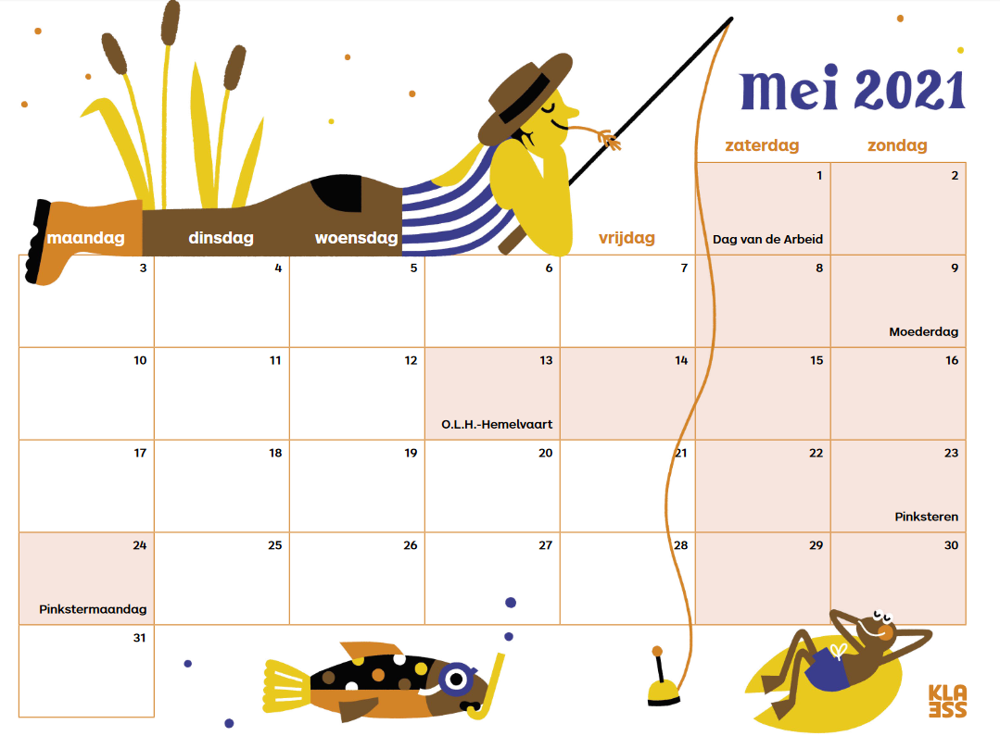 mei 2021
zaterdag zondag
1 2
maandag dinsdag woensdag vrijdag
Dag van de Arbeid
3 4 5 6 7 8 9
Moederdag
10 11 12 13 14 15 16
O.L.H.-Hemelvaart
17 18 19 20 21 22 23
Pinksteren
24 25 26 27 28 29 30
Pinkstermaandag
31
KLA
ESS